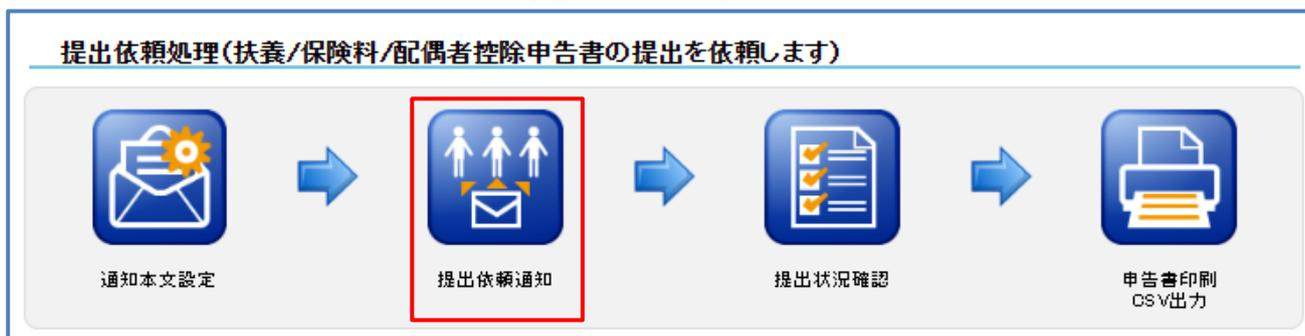 提出依頼処理(扶養/保険料/配偶者控除申告書の提出を依頼します)
通知本文設定
提出依頼通知
提出状況確認
申告書印刷
CSV出力